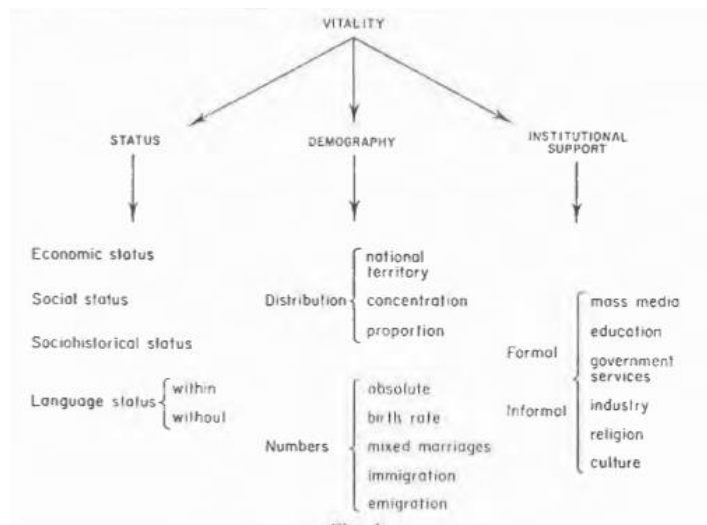 VITALITY
STATUS
DEMOGRAPHY
INSTITUTIONAL
SUPPORT
Economic status
Social status
Sociohistorical status
Language status
within
without
Distribution
national
territory
concentration
proportion
Numbers
absolute
birth rate
mixed marriages
immigration
emigration
Formal
Informal
mass media
education
government
services
industry
religion
culture